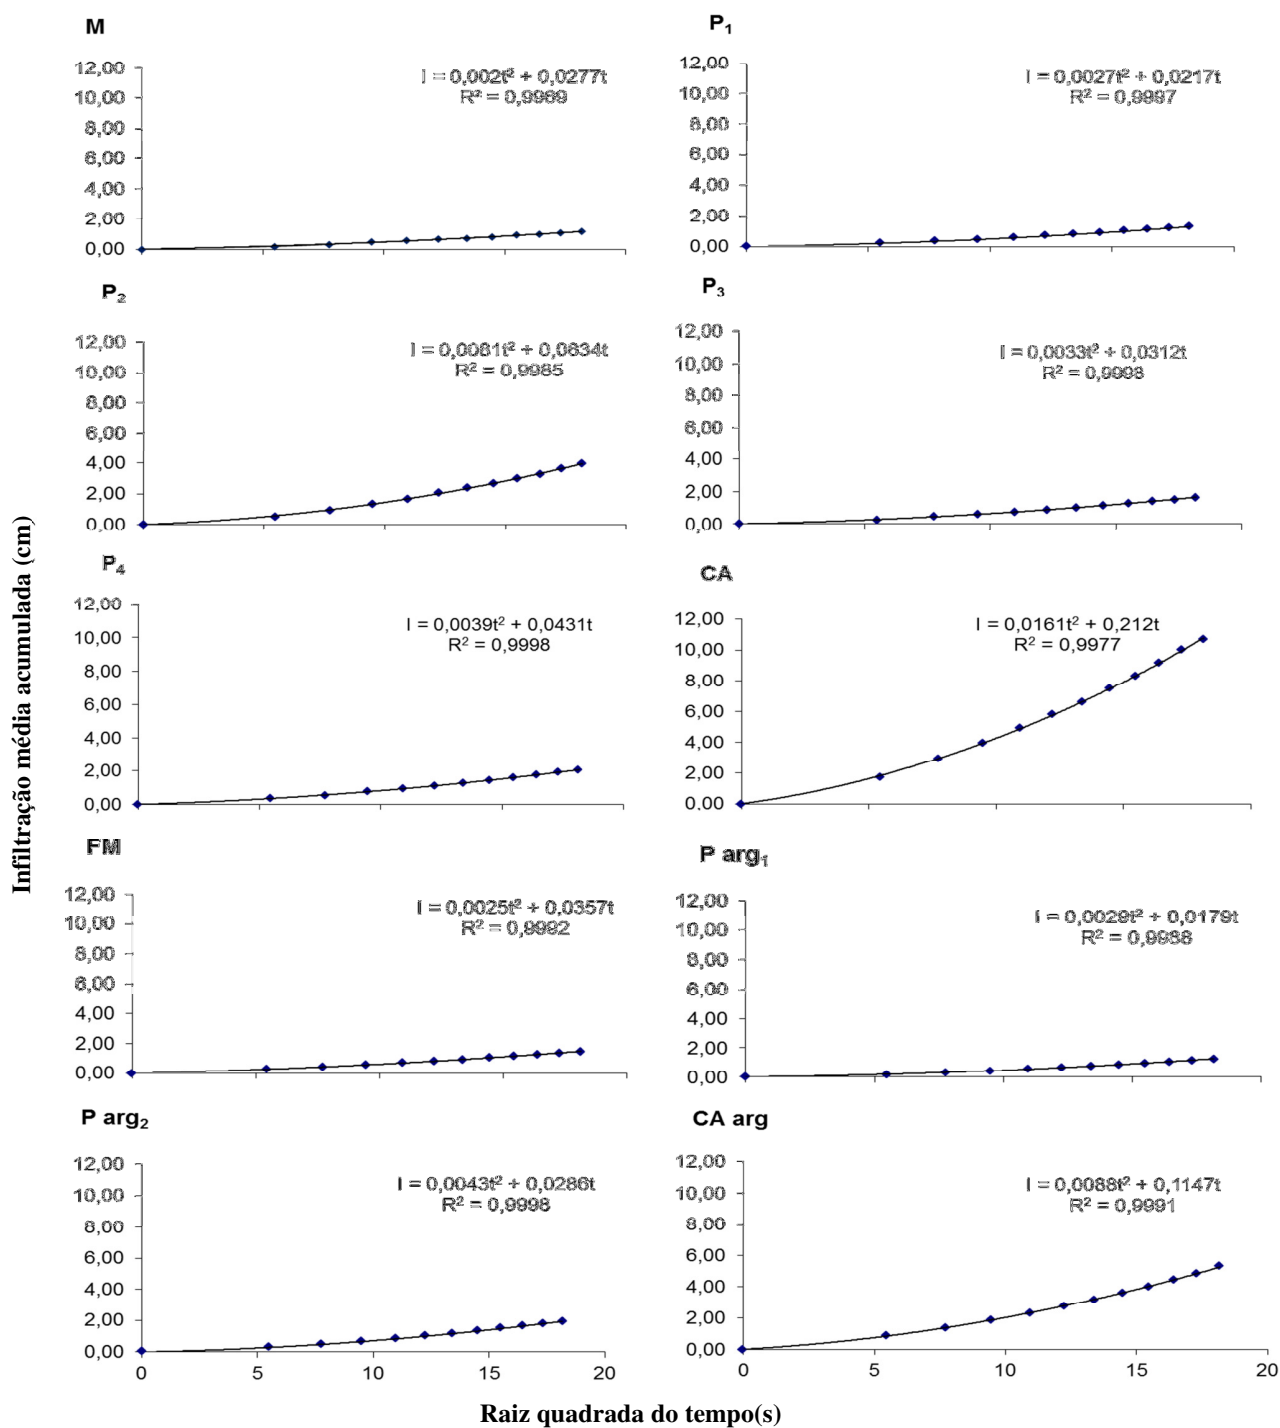 Infiltração média acumulada (cm)
M
I = 0,002t² + 0,0277t
R² = 0,9989
12,00
10,00
8,00
6,00
4,00
2,00
0,00
P₁
I = 0,0027t² + 0,0217t
R² = 0,9997
12,00
10,00
8,00
6,00
4,00
2,00
0,00
P₂
I = 0,0081t² + 0,0634t
R² = 0,9985
12,00
10,00
8,00
6,00
4,00
2,00
0,00
P₃
I = 0,0033t² + 0,0312t
R² = 0,9998
12,00
10,00
8,00
6,00
4,00
2,00
0,00
P₄
I = 0,0039t² + 0,0431t
R² = 0,9998
12,00
10,00
8,00
6,00
4,00
2,00
0,00
CA
I = 0,0161t² + 0,212t
R² = 0,9977
12,00
10,00
8,00
6,00
4,00
2,00
0,00
FM
I = 0,0025t² + 0,0357t
R² = 0,9992
12,00
10,00
8,00
6,00
4,00
2,00
0,00
P arg₁
I = 0,0029t² + 0,0179t
R² = 0,9988
12,00
10,00
8,00
6,00
4,00
2,00
0,00
P arg₂
I = 0,0043t² + 0,0286t
R² = 0,9998
12,00
10,00
8,00
6,00
4,00
2,00
0,00
0 5 10 15 20
CA arg
I = 0,0088t² + 0,1147t
R² = 0,9991
12,00
10,00
8,00
6,00
4,00
2,00
0,00
0 5 10 15 20
Raiz quadrada do tempo(s)